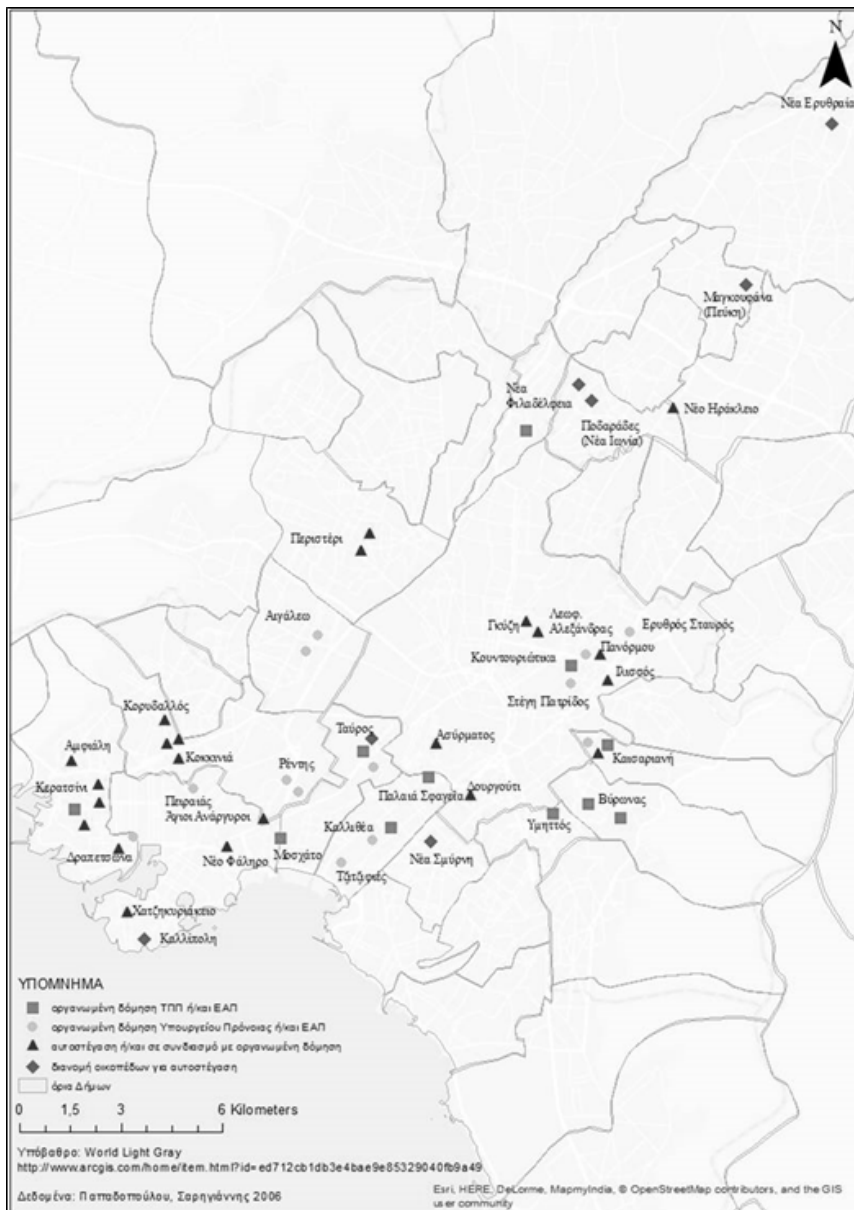 N
Νέα Ερυθραία
Μαγκουφάνα
(Πεύκη)
Νέα
Φιλαδέλφεια
Ποδαράδες
(Νέα Ιωνία)
Νέο Ηράκλειο
Περιστέρι
Αιγάλεω
Γκύζη
Λεωφ.
Αλεξάνδρας
Ερυθρός Σταυρός
Πανόρμου
Κουντουριώτικα
Ιλισσός
Στέγη Πατρίδος
Κορυδαλλός
Αμφιάλη
Κοκκινιά
Ταύρος
Ασύρματος
Ρέντης
Καισαριανή
Κερατσίνι
Πειραιάς
Άγιοι Ανάργυροι
Παλαιά Σφαγεία
Δουργούτι
Βύρωνας
Υμηττός
Καλλιθέα
Δραπετσώνα
Νέο Φάληρο
Μοσχάτο
Νέα Σμύρνη
Τζιτζιφιές
Χατζηκυριάκειο
Καλλίπολη
ΥΠΟΜΝΗΜΑ
οργανωμένη δόμηση ΤΠΠ ή/και ΕΑΠ
οργανωμένη δόμηση Υπουργείου Πρόνοιας ή/και ΕΑΠ
αυτοστέγαση ή/και σε συνδιασμό με οργανωμένη δόμηση
διανομή οικοπέδων για αυτοστέγαση
όρια Δήμων
0 1,5 3 6 Kilometers
Υπόβαθρο: World Light Gray
http://www.arcgis.com/home/item.html?id=ed712cb1db3e4bae9e85329040fb9a49
Δεδομένα: Παπαδοπούλου, Σαρηγιάννης 2006
Esri, HERE, DeLorme, MapmyIndia, © OpenStreetMap contributors, and the GIS
user community